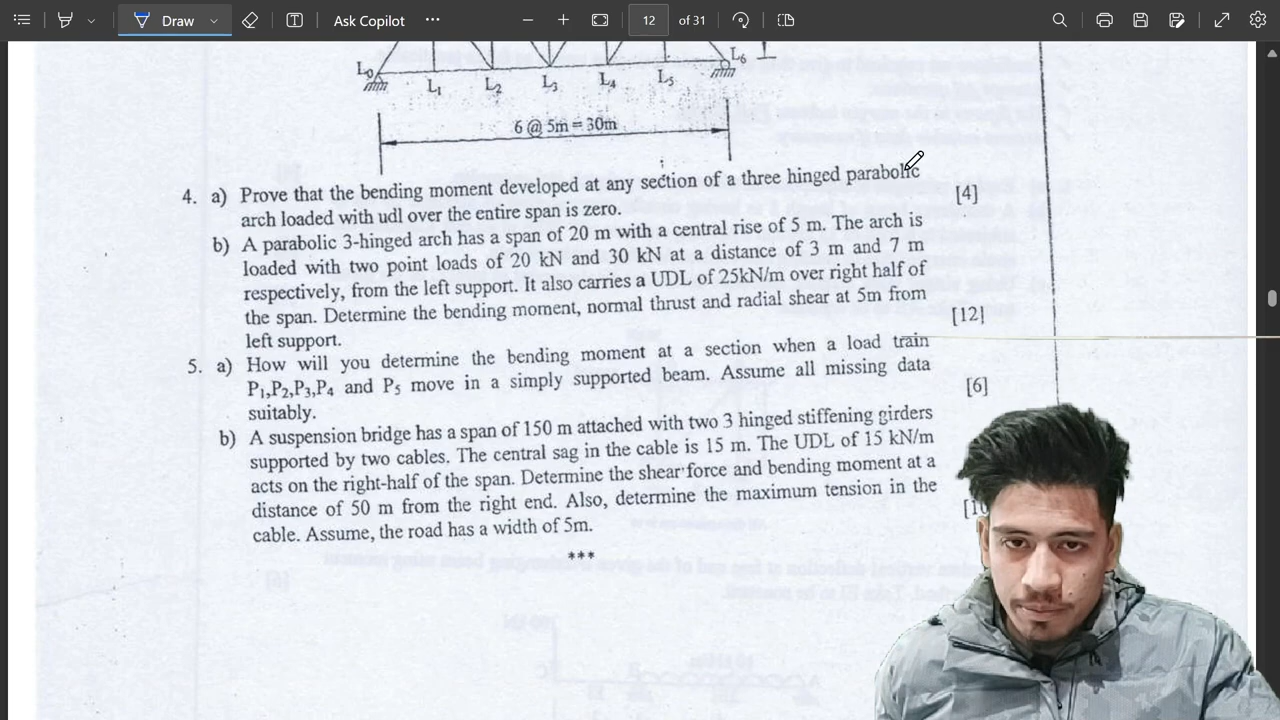 Draw
Ask Copilot
12 of 31
L₀ L₁ L₂ L₃ L₄ L₅ L₆
6 @ 5m = 30m
4. a) Prove that the bending moment developed at any section of a three hinged parabolic
arch loaded with udl over the entire span is zero. [4]
b) A parabolic 3-hinged arch has a span of 20 m with a central rise of 5 m. The arch is
loaded with two point loads of 20 kN and 30 kN at a distance of 3 m and 7 m
respectively, from the left support. It also carries a UDL of 25kN/m over right half of
the span. Determine the bending moment, normal thrust and radial shear at 5m from
left support. [12]
5. a) How will you determine the bending moment at a section when a load train
P₁,P₂,P₃,P₄ and P₅ move in a simply supported beam. Assume all missing data
suitably. [6]
b) A suspension bridge has a span of 150 m attached with two 3 hinged stiffening girders
supported by two cables. The central sag in the cable is 15 m. The UDL of 15 kN/m
acts on the right-half of the span. Determine the shear force and bending moment at a
distance of 50 m from the right end. Also, determine the maximum tension in the
cable. Assume, the road has a width of 5m.
***